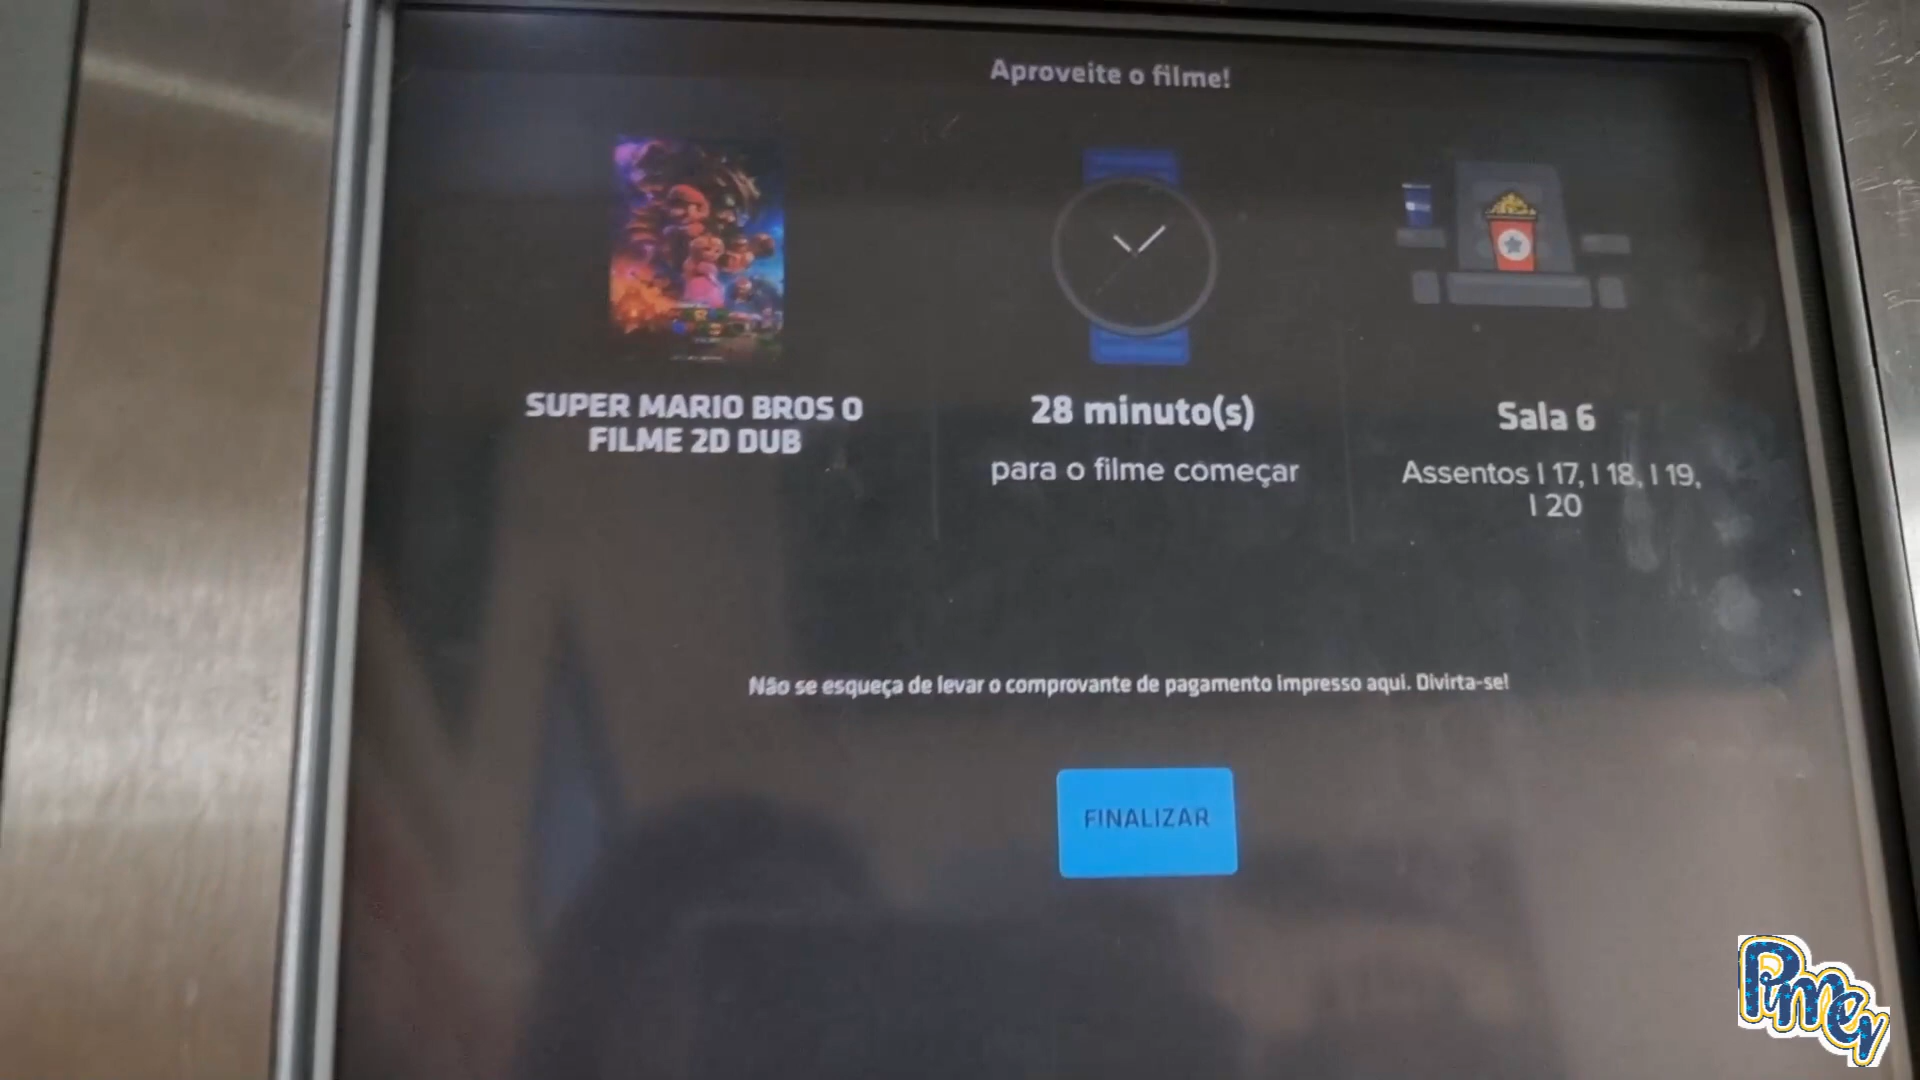 Aproveite o filme!
SUPER MARIO BROS O
FILME 2D DUB
28 minuto(s)
para o filme começar
Sala 6
Assentos I 17, I 18, I 19,
I 20
Não se esqueça de levar o comprovante de pagamento impresso aqui. Divirta-se!
FINALIZAR